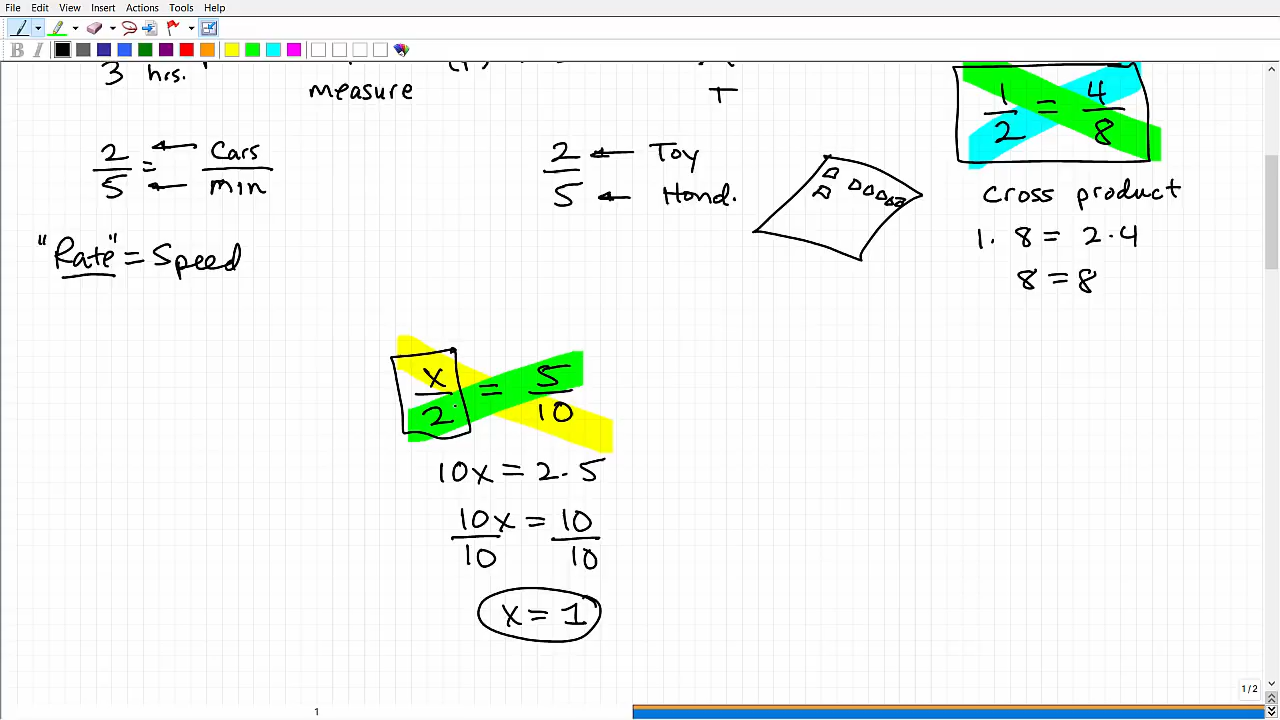 File Edit View Insert Actions Tools Help
B I
3 hrs.
measure
T
1/2 = 4/8
2/5 = Cars/min
2/5 Toy
Hond.
cross product
1. 8 = 2·4
8 = 8
"Rate" = Speed
x/2 = 5/10
10x = 2·5
10x/10 = 10/10
x = 1
1/2
1